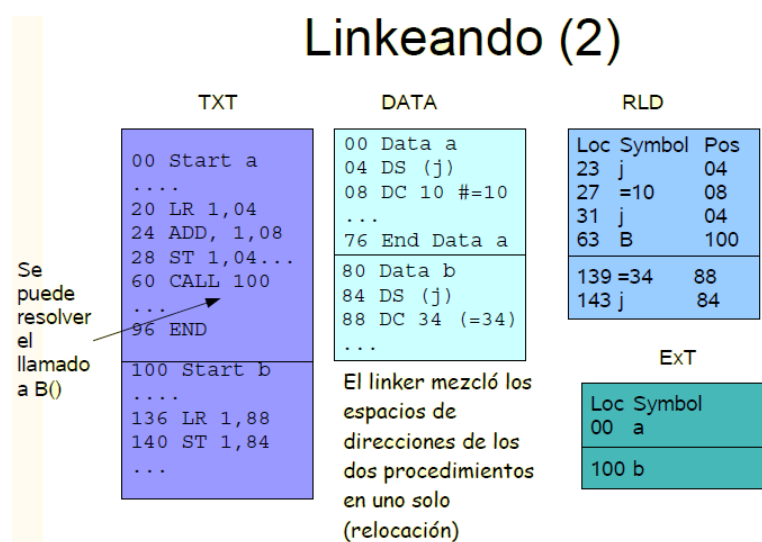 Linkeando (2)
TXT
00 Start a
....
20 LR 1,04
24 ADD, 1,08
28 ST 1,04...
60 CALL 100
...
96 END
100 Start b
....
136 LR 1,88
140 ST 1,84
...
Se
puede
resolver
el
llamado
a B()
DATA
00 Data a
04 DS (j)
08 DC 10 #=10
...
76 End Data a
80 Data b
84 DS (j)
88 DC 34 (=34)
...
El linker mezcló los
espacios de
direcciones de los
dos procedimientos
en uno solo
(relocación)
RLD
Loc Symbol Pos
23 j 04
27 =10 08
31 j 04
63 B 100
139 =34 88
143 j 84
ExT
Loc Symbol
00 a
100 b